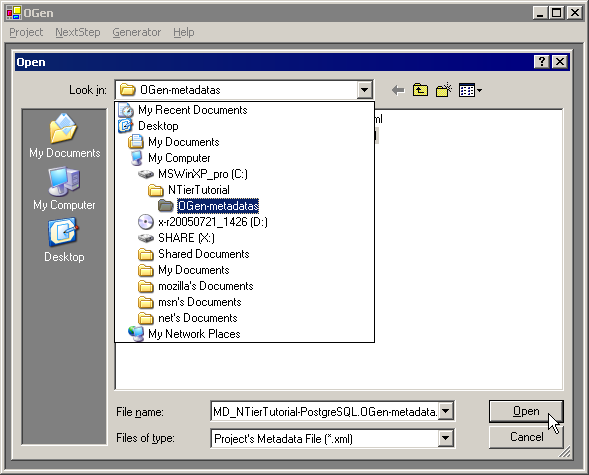 OGen
Project NextStep Generator Help
Open
Look in: OGen-metadatas
My Recent Documents
Desktop
My Documents
My Computer
MSWinXP_pro (C:)
NTierTutorial
OGen-metadatas
x-r20050721_1426 (D:)
SHARE (X:)
Shared Documents
My Documents
mozilla's Documents
msn's Documents
net's Documents
My Network Places
My Documents
My Computer
Desktop
File name: MD_NTierTutorial-PostgreSQL.OGen-metadata. Open
Files of type: Project's Metadata File (*.xml) Cancel